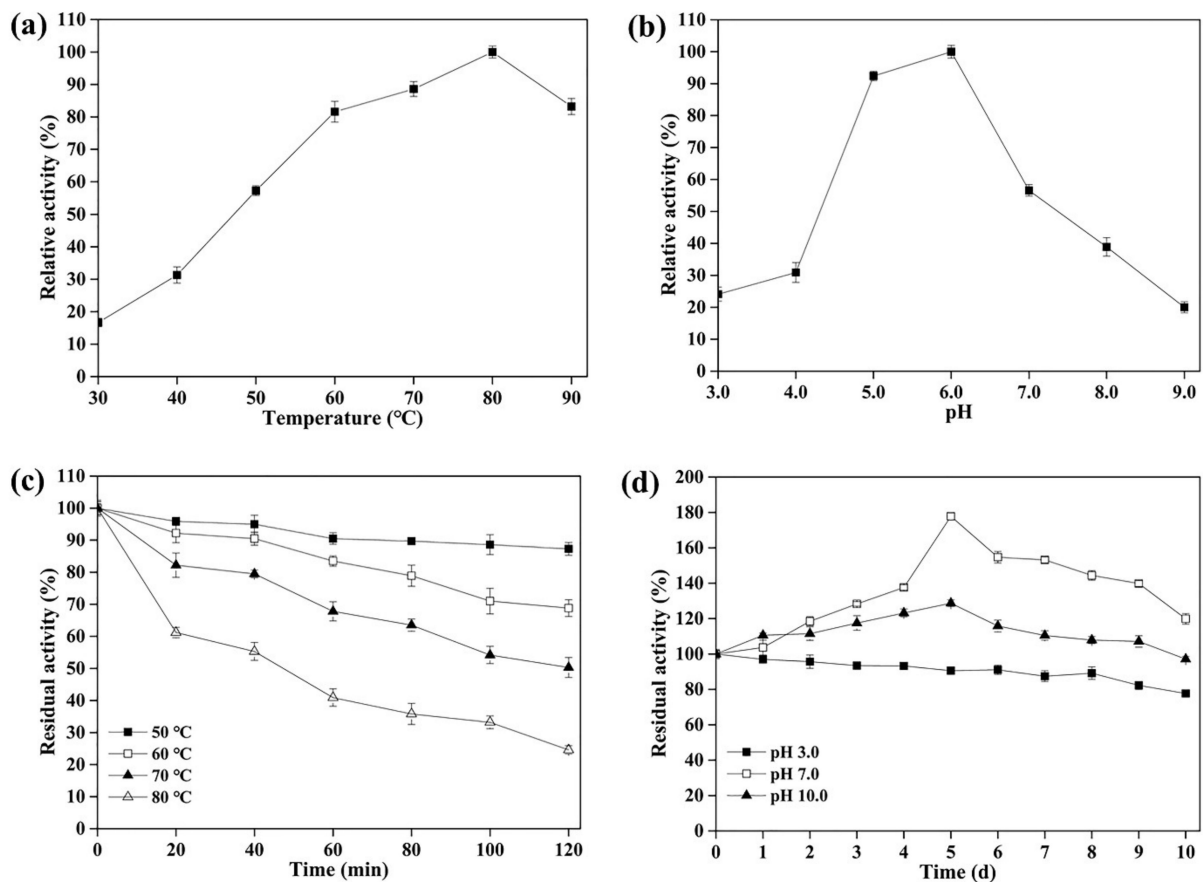 (a)
110
100
90
80
70
60
50
40
30
20
10
0
Relative activity (%)
30 40 50 60 70 80 90
Temperature (°C)
(b)
110
100
90
80
70
60
50
40
30
20
10
0
Relative activity (%)
3.0 4.0 5.0 6.0 7.0 8.0 9.0
pH
(c)
110
100
90
80
70
60
50
40
30
20
10
0
Residual activity (%)
50 °C
60 °C
70 °C
80 °C
0 20 40 60 80 100 120
Time (min)
(d)
200
180
160
140
120
100
80
60
40
20
0
Residual activity (%)
pH 3.0
pH 7.0
pH 10.0
0 1 2 3 4 5 6 7 8 9 10
Time (d)